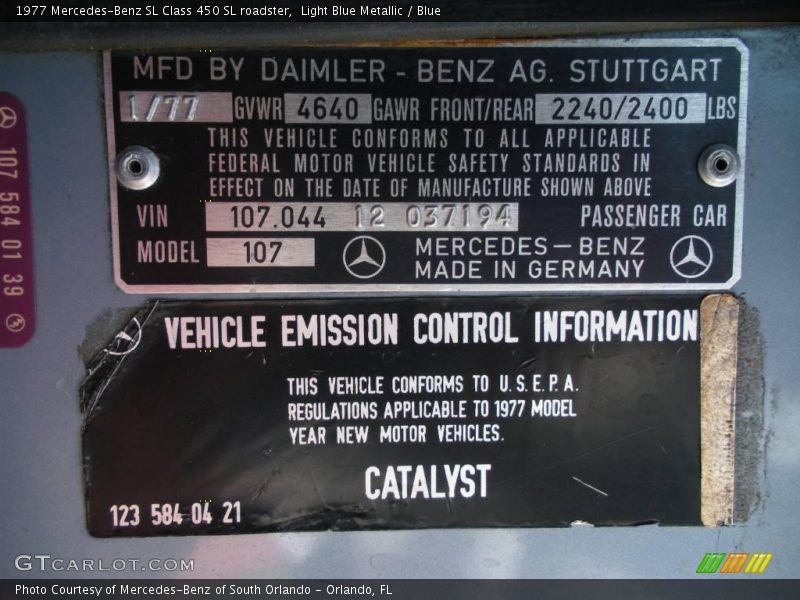 1977 Mercedes-Benz SL Class 450 SL roadster, Light Blue Metallic / Blue
MFD BY DAIMLER - BENZ AG. STUTTGART
1/77 GVWR 4640 GAWR FRONT/REAR 2240/2400 LBS
THIS VEHICLE CONFORMS TO ALL APPLICABLE
FEDERAL MOTOR VEHICLE SAFETY STANDARDS IN
EFFECT ON THE DATE OF MANUFACTURE SHOWN ABOVE
VIN 107.044 12 037194 PASSENGER CAR
MODEL 107 MERCEDES-BENZ
MADE IN GERMANY
107 584 01 39
VEHICLE EMISSION CONTROL INFORMATION
THIS VEHICLE CONFORMS TO U.S.E.P.A.
REGULATIONS APPLICABLE TO 1977 MODEL
YEAR NEW MOTOR VEHICLES.
CATALYST
123 584 04 21
GTCARLOT.COM
Photo Courtesy of Mercedes-Benz of South Orlando - Orlando, FL